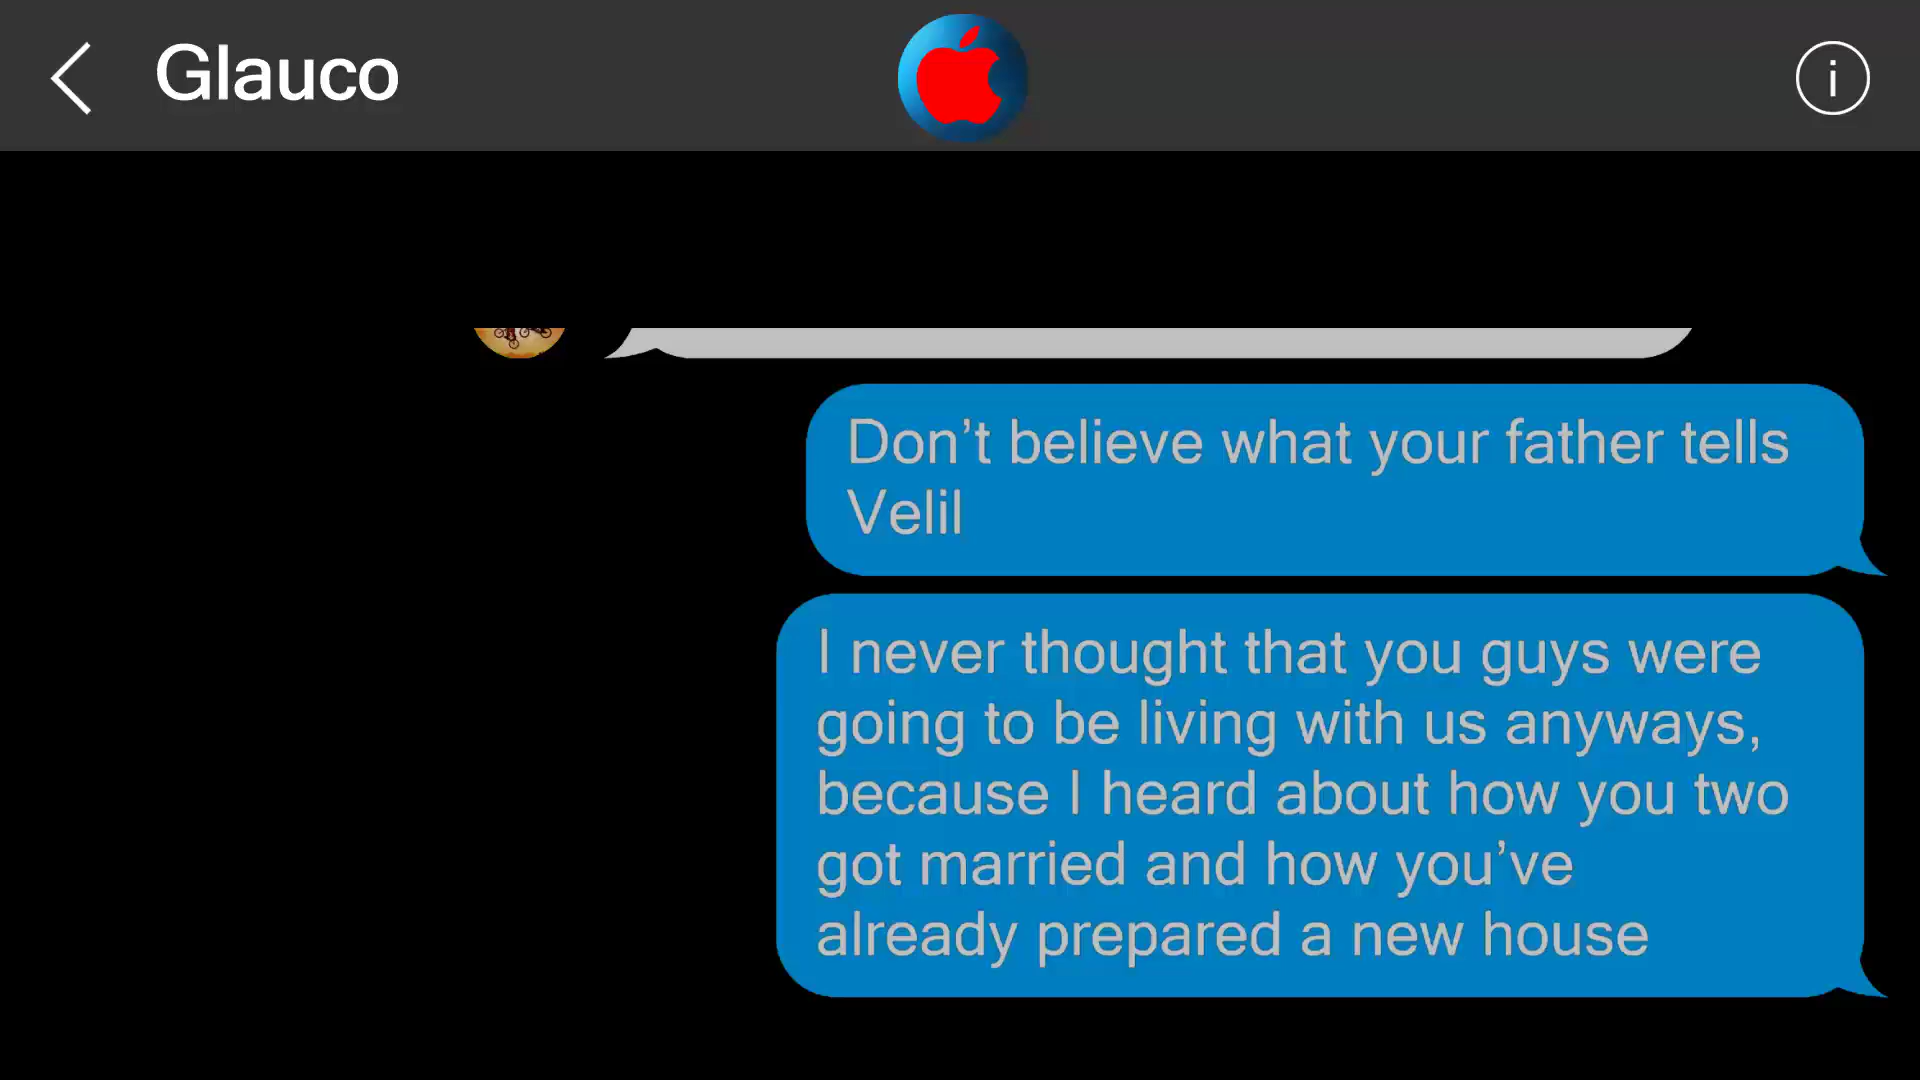 Glauco
i
Don’t believe what your father tells
Velil
I never thought that you guys were
going to be living with us anyways,
because I heard about how you two
got married and how you’ve
already prepared a new house